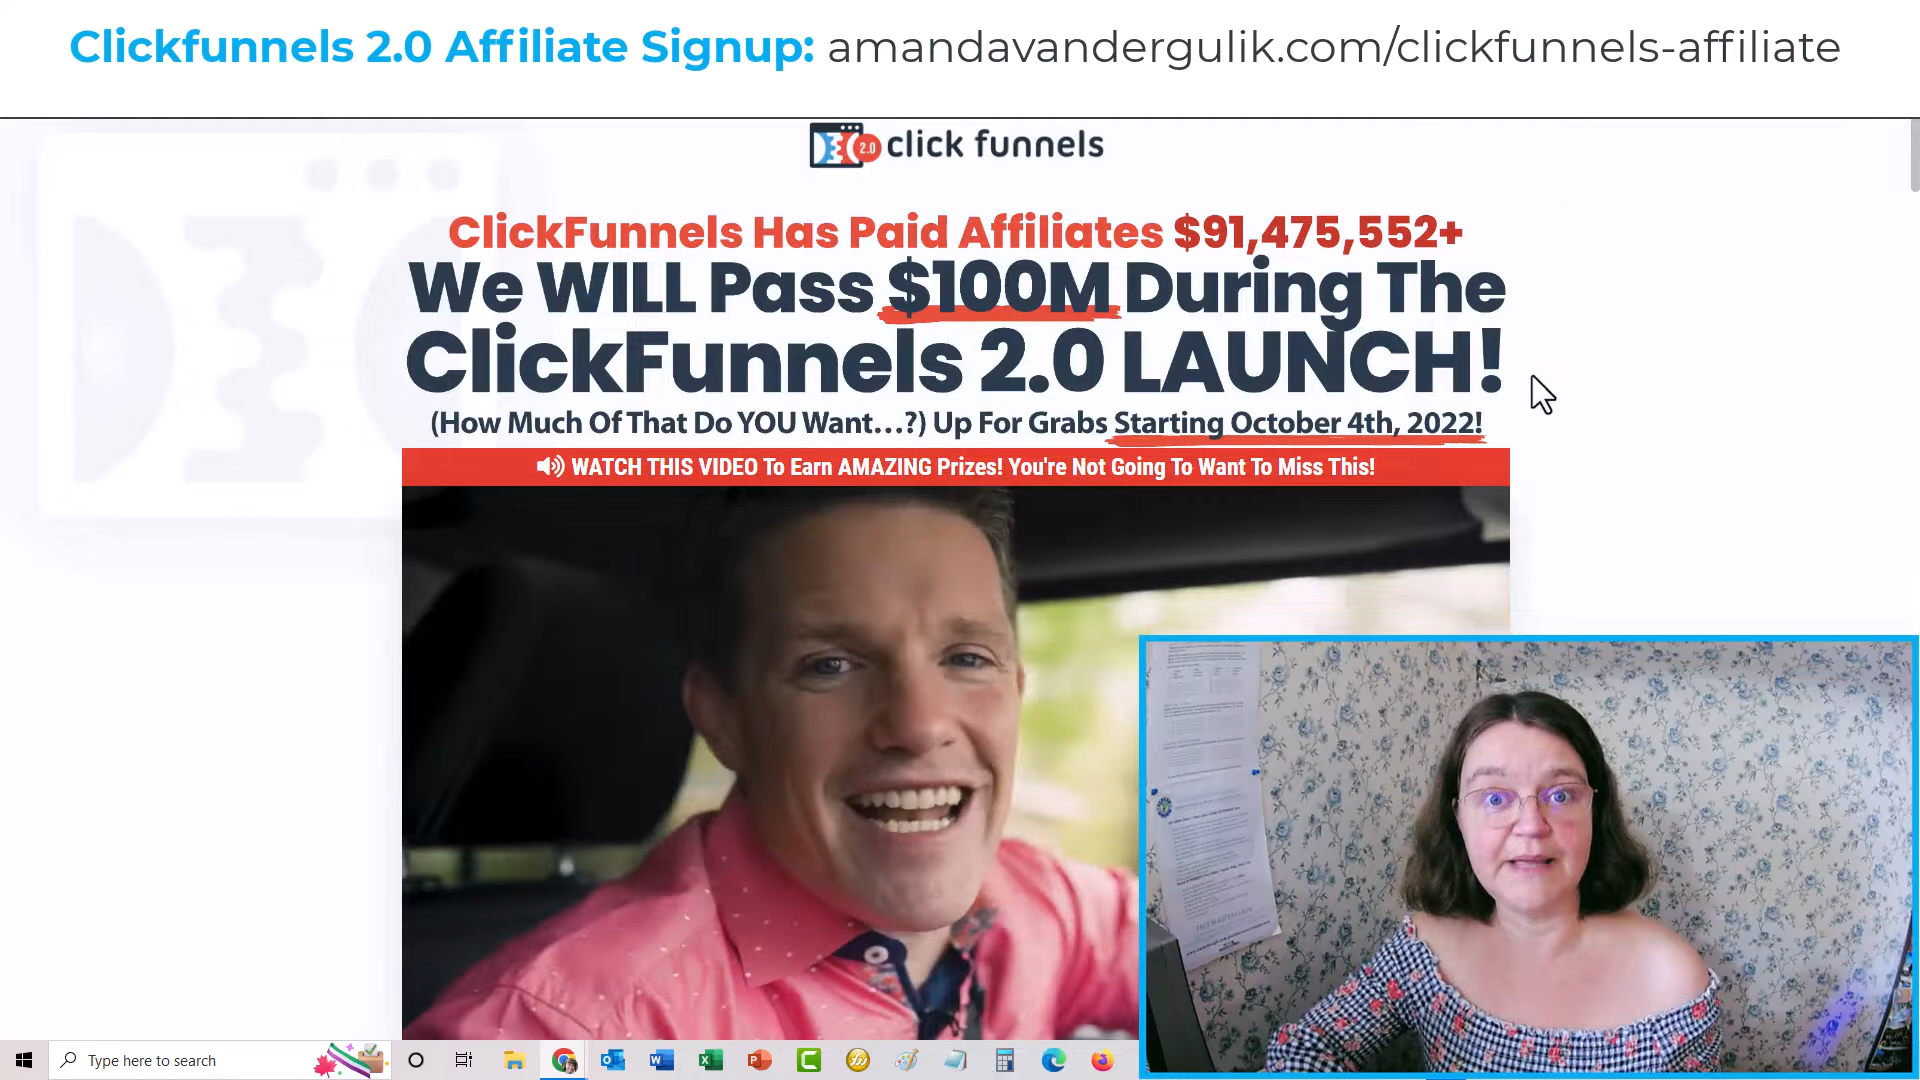 Clickfunnels 2.0 Affiliate Signup: amandavandergulik.com/clickfunnels-affiliate
2.0 click funnels
ClickFunnels Has Paid Affiliates $91,475,552+
We WILL Pass $100M During The
ClickFunnels 2.0 LAUNCH!
(How Much Of That Do YOU Want...?) Up For Grabs Starting October 4th, 2022!
WATCH THIS VIDEO To Earn AMAZING Prizes! You're Not Going To Want To Miss This!
Type here to search